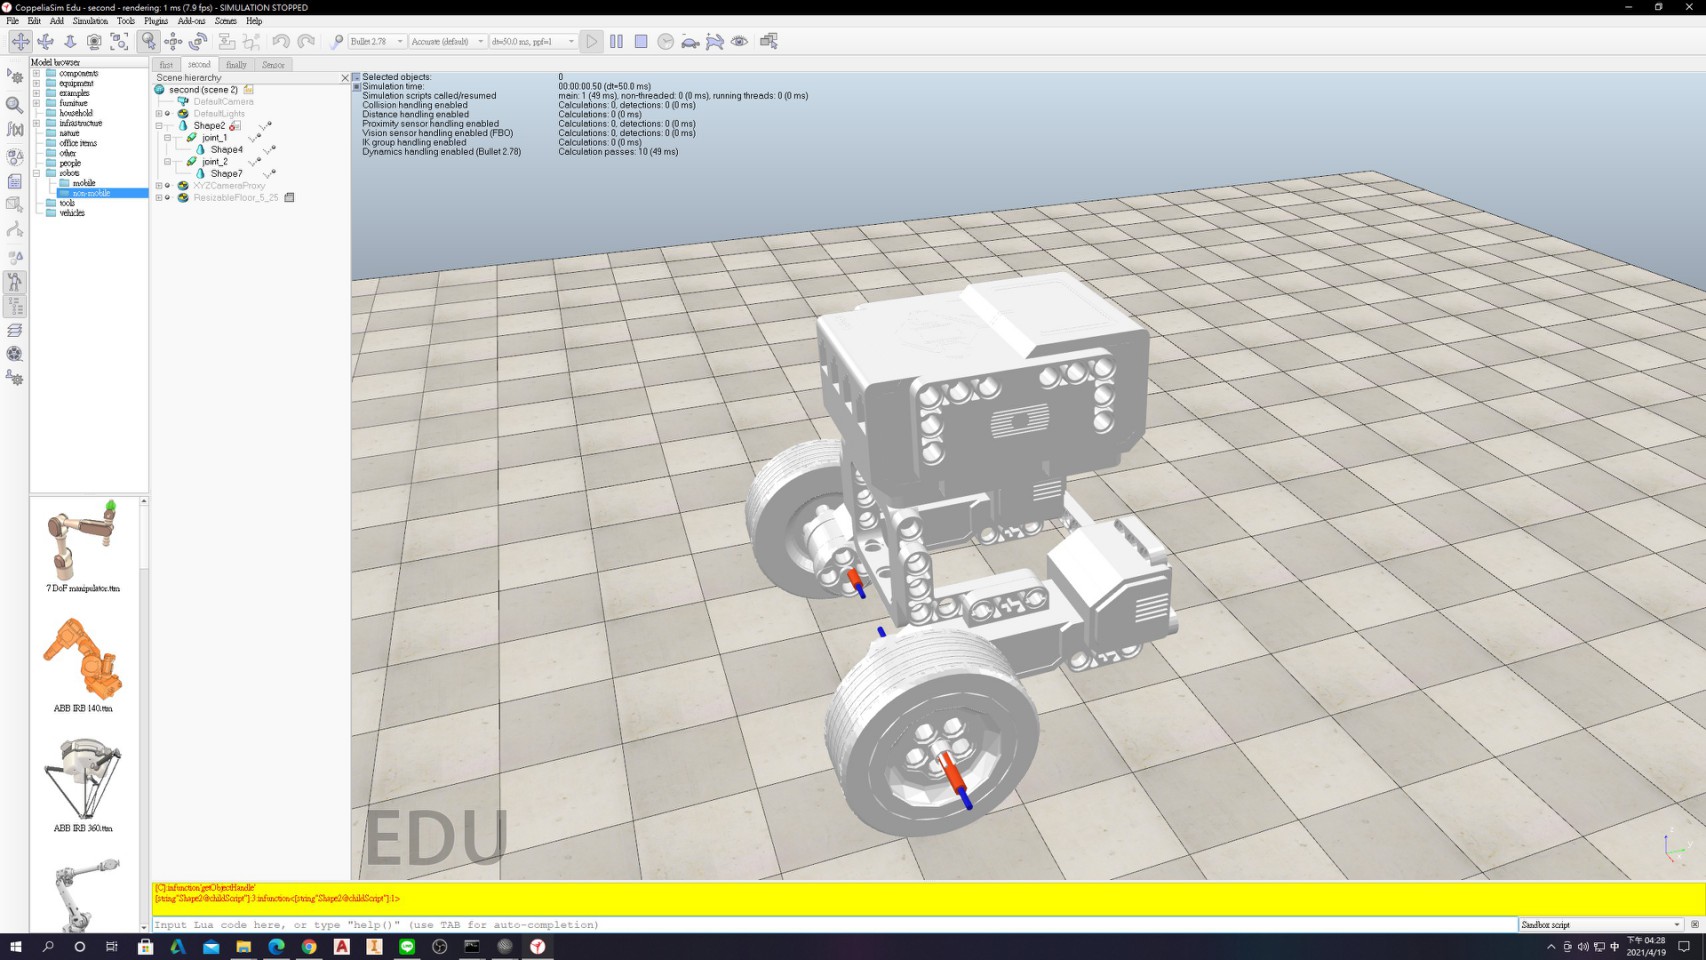 CoppeliaSim Edu - second - rendering: 1 ms (7.9 fps) - SIMULATION STOPPED
File Edit Add Simulation Tools Plugins Add-ons Scenes Help
Bullet 2.78 Accurate (default) dt=50.0 ms, ppf=1
Model browser
components
equipment
examples
furniture
household
infrastructure
nature
office items
other
people
robots
mobile
non-mobile
tools
vehicles
7 DoF manipulator.ttm
ABB IRB 140.ttm
ABB IRB 360.ttm
first second finally Sensor
Scene hierarchy
second (scene 2)
DefaultCamera
DefaultLights
Shape2
joint_1
Shape4
joint_2
Shape7
XYZCameraProxy
ResizableFloor_5_25
Selected objects: 0
Simulation time: 00:00:00.50 (dt=50.0 ms)
Simulation scripts called/resumed main: 1 (49 ms), non-threaded: 0 (0 ms), running threads: 0 (0 ms)
Collision handling enabled Calculations: 0, detections: 0 (0 ms)
Distance handling enabled Calculations: 0 (0 ms)
Proximity sensor handling enabled Calculations: 0, detections: 0 (0 ms)
Vision sensor handling enabled (FBO) Calculations: 0, detections: 0 (0 ms)
IK group handling enabled Calculations: 0 (0 ms)
Dynamics handling enabled (Bullet 2.78) Calculation passes: 10 (49 ms)
EDU
[C]:in function 'getObjectHandle'
[string "Shape2@childScript"]:3: in function <[string "Shape2@childScript"]:1>
Input Lua code here, or type "help()" (use TAB for auto-completion)
Sandbox script
中
下午 04:28
2021/4/19